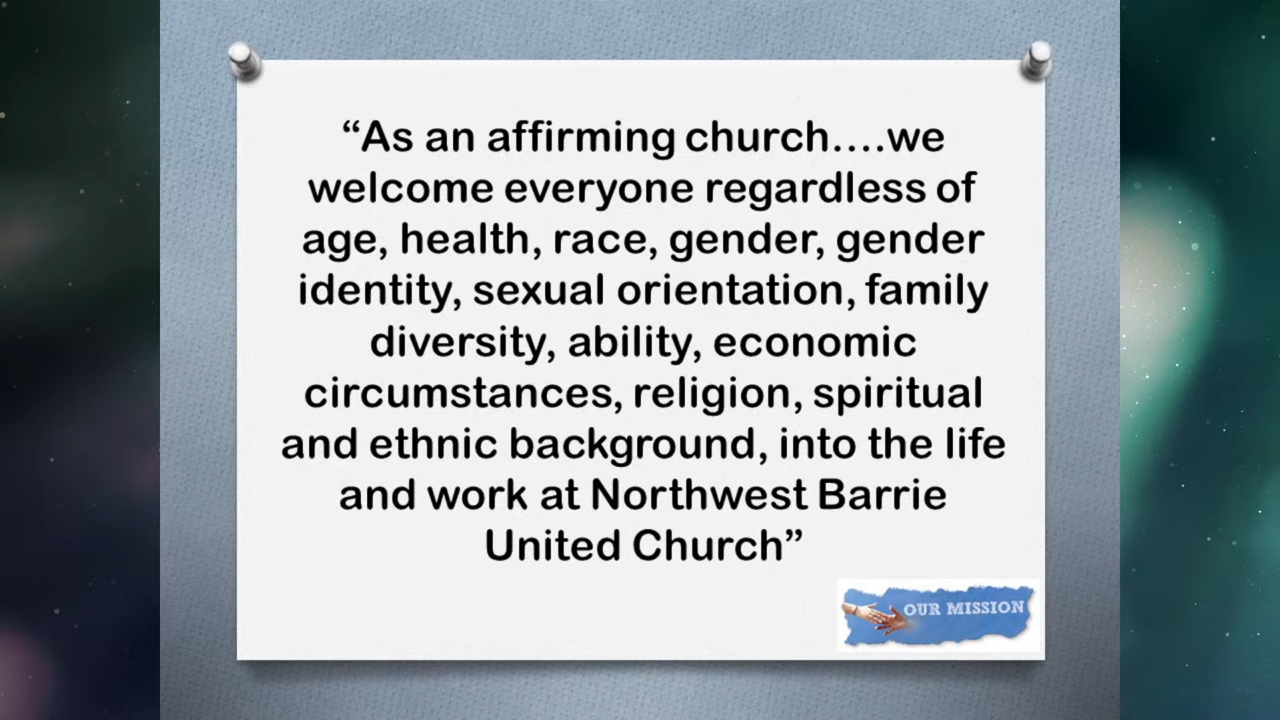 “As an affirming church....we
welcome everyone regardless of
age, health, race, gender, gender
identity, sexual orientation, family
diversity, ability, economic
circumstances, religion, spiritual
and ethnic background, into the life
and work at Northwest Barrie
United Church”
OUR MISSION